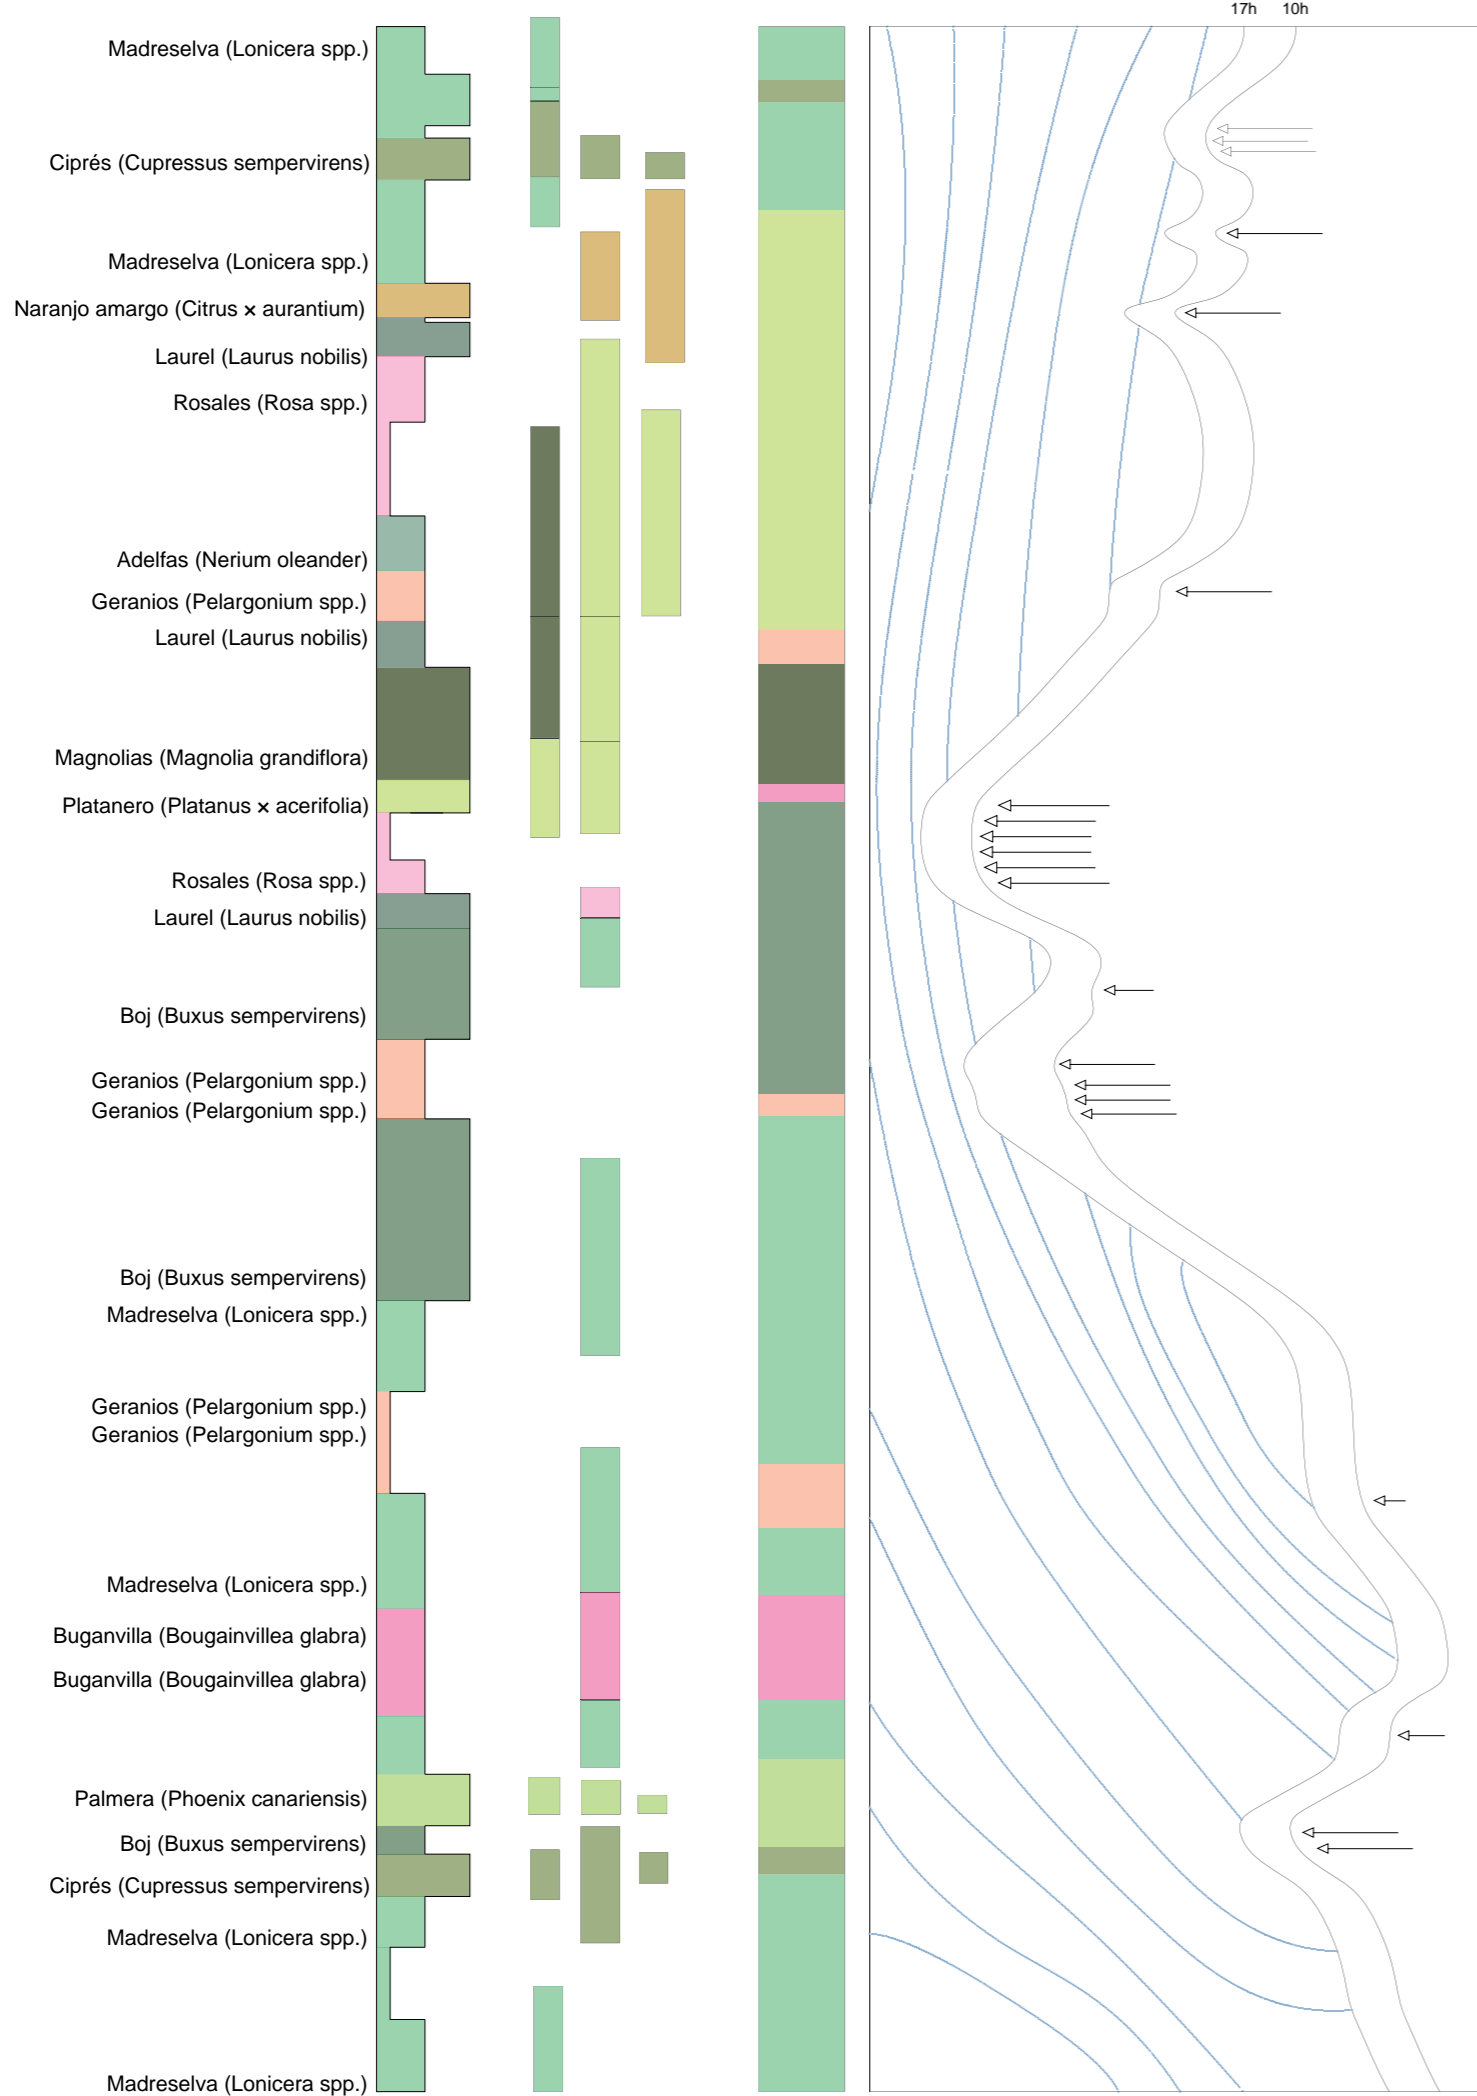 17h 10h
Madreselva (Lonicera spp.)
Ciprés (Cupressus sempervirens)
Madreselva (Lonicera spp.)
Naranjo amargo (Citrus × aurantium)
Laurel (Laurus nobilis)
Rosales (Rosa spp.)
Adelfas (Nerium oleander)
Geranios (Pelargonium spp.)
Laurel (Laurus nobilis)
Magnolias (Magnolia grandiflora)
Platanero (Platanus × acerifolia)
Rosales (Rosa spp.)
Laurel (Laurus nobilis)
Boj (Buxus sempervirens)
Geranios (Pelargonium spp.)
Geranios (Pelargonium spp.)
Boj (Buxus sempervirens)
Madreselva (Lonicera spp.)
Geranios (Pelargonium spp.)
Geranios (Pelargonium spp.)
Madreselva (Lonicera spp.)
Buganvilla (Bougainvillea glabra)
Buganvilla (Bougainvillea glabra)
Palmera (Phoenix canariensis)
Boj (Buxus sempervirens)
Ciprés (Cupressus sempervirens)
Madreselva (Lonicera spp.)
Madreselva (Lonicera spp.)